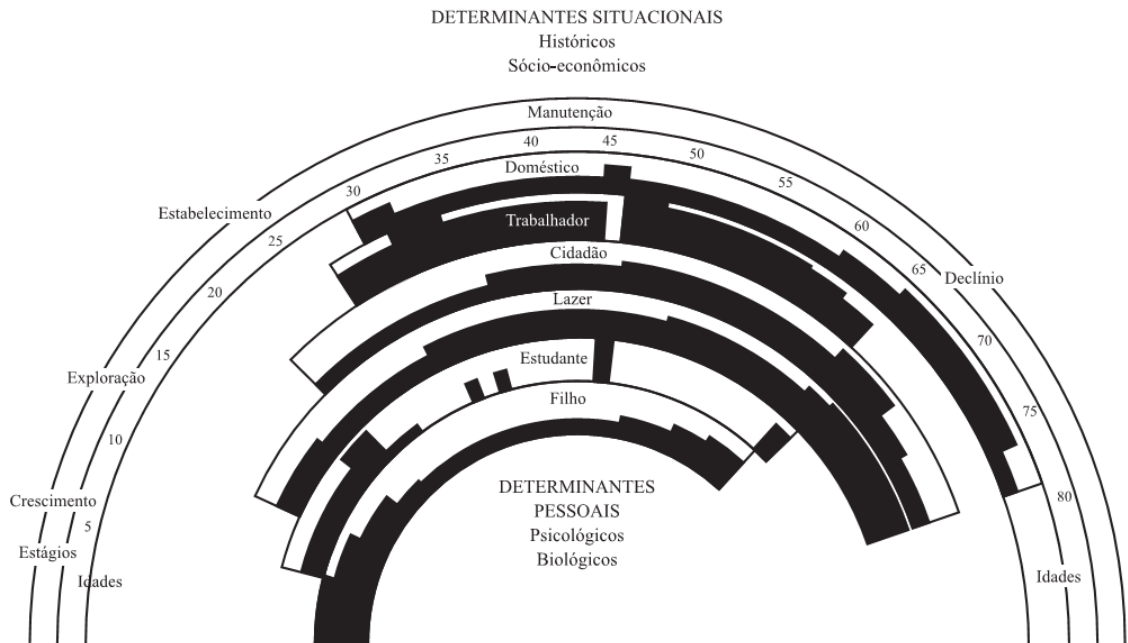 DETERMINANTES SITUACIONAIS
Históricos
Sócio-econômicos
Manutenção
40
45
35
50
Doméstico
55
30
Estabelecimento
Trabalhador
60
25
Cidadão
65
Declínio
20
Lazer
70
15
Estudante
Exploração
Filho
75
10
DETERMINANTES
PESSOAIS
Psicológicos
Biológicos
Crescimento
80
5
Estágios
Idades
Idades